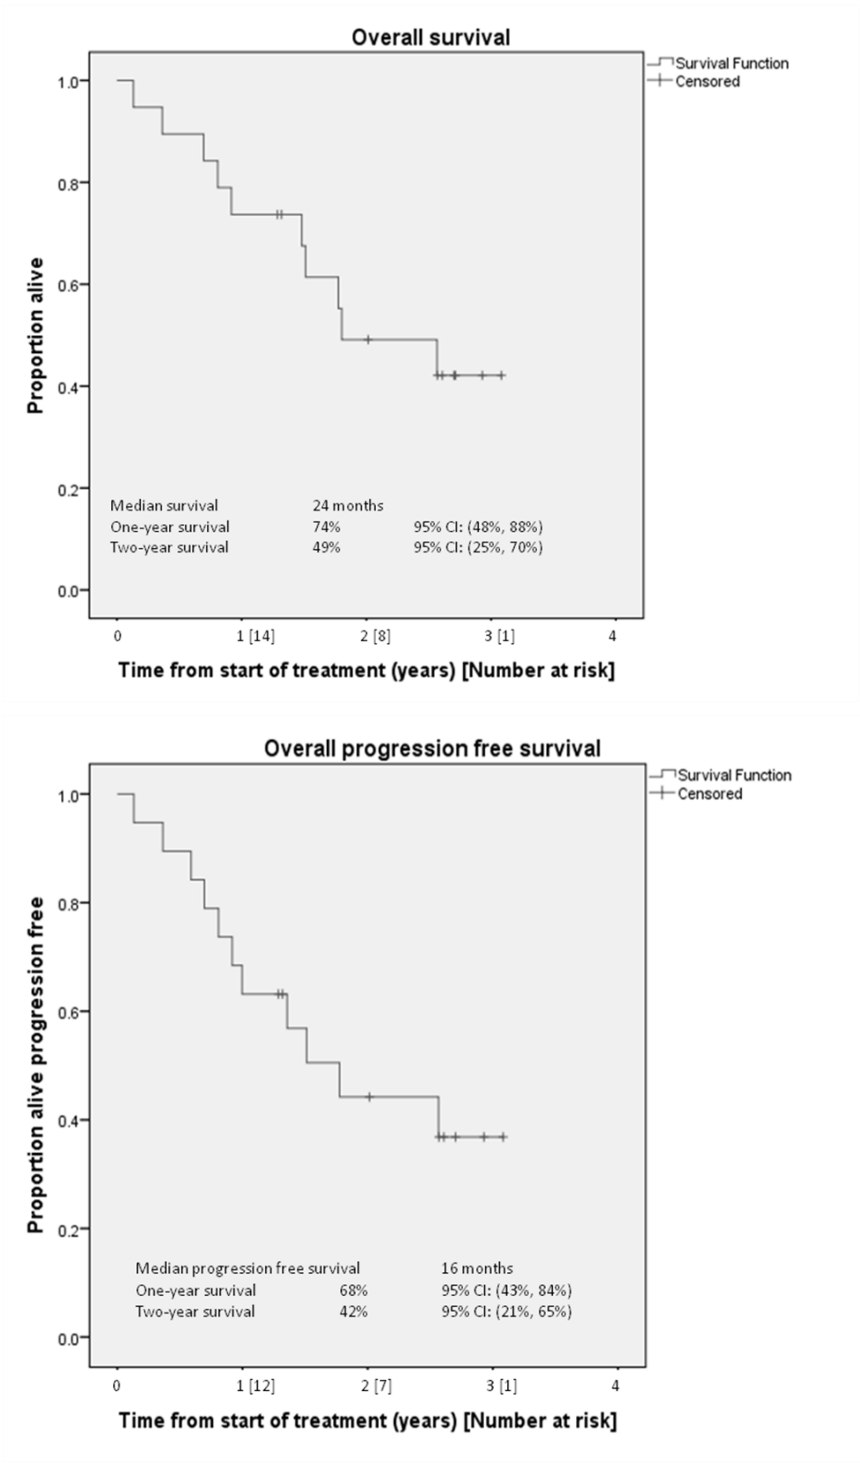 Overall survival
Survival Function
Censored
Proportion alive
1.0
0.8
0.6
0.4
0.2
0.0
Median survival 24 months
One-year survival 74% 95% CI: (48%, 88%)
Two-year survival 49% 95% CI: (25%, 70%)
0 1 [14] 2 [8] 3 [1] 4
Time from start of treatment (years) [Number at risk]
Overall progression free survival
Survival Function
Censored
Proportion alive progression free
1.0
0.8
0.6
0.4
0.2
0.0
Median progression free survival 16 months
One-year survival 68% 95% CI: (43%, 84%)
Two-year survival 42% 95% CI: (21%, 65%)
0 1 [12] 2 [7] 3 [1] 4
Time from start of treatment (years) [Number at risk]